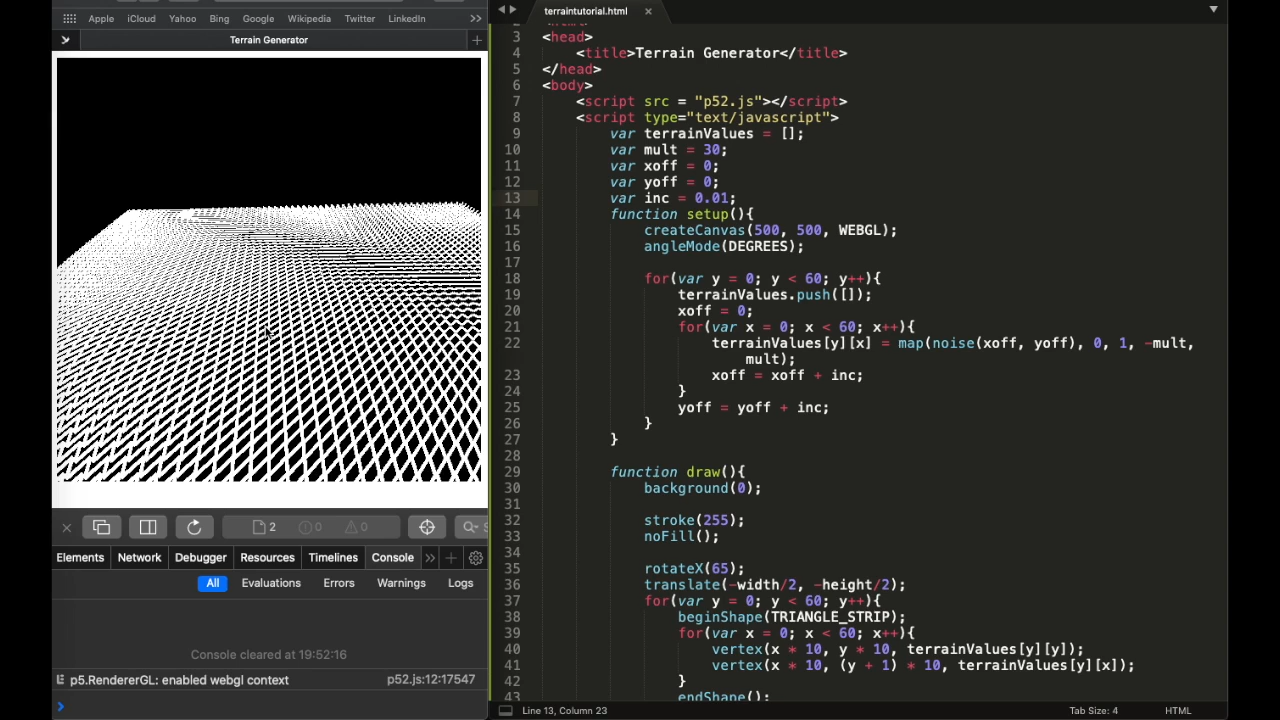 Apple iCloud Yahoo Bing Google Wikipedia Twitter LinkedIn >>
Terrain Generator +
2 0 0
Elements Network Debugger Resources Timelines Console >> +
All Evaluations Errors Warnings Logs
Console cleared at 19:52:16
E p5.RendererGL: enabled webgl context p52.js:12:17547
>
terraintutorial.html ×
3 <head>
4 <title>Terrain Generator</title>
5 </head>
6 <body>
7 <script src = "p52.js"></script>
8 <script type="text/javascript">
9 var terrainValues = [];
10 var mult = 30;
11 var xoff = 0;
12 var yoff = 0;
13 var inc = 0.01;
14 function setup(){
15 createCanvas(500, 500, WEBGL);
16 angleMode(DEGREES);
17
18 for(var y = 0; y < 60; y++){
19 terrainValues.push([]);
20 xoff = 0;
21 for(var x = 0; x < 60; x++){
22 terrainValues[y][x] = map(noise(xoff, yoff), 0, 1, -mult,
mult);
23 xoff = xoff + inc;
24 }
25 yoff = yoff + inc;
26 }
27 }
28
29 function draw(){
30 background(0);
31
32 stroke(255);
33 noFill();
34
35 rotateX(65);
36 translate(-width/2, -height/2);
37 for(var y = 0; y < 60; y++){
38 beginShape(TRIANGLE_STRIP);
39 for(var x = 0; x < 60; x++){
40 vertex(x * 10, y * 10, terrainValues[y][y]);
41 vertex(x * 10, (y + 1) * 10, terrainValues[y][x]);
42 }
43 endShape();
Line 13, Column 23 Tab Size: 4 HTML